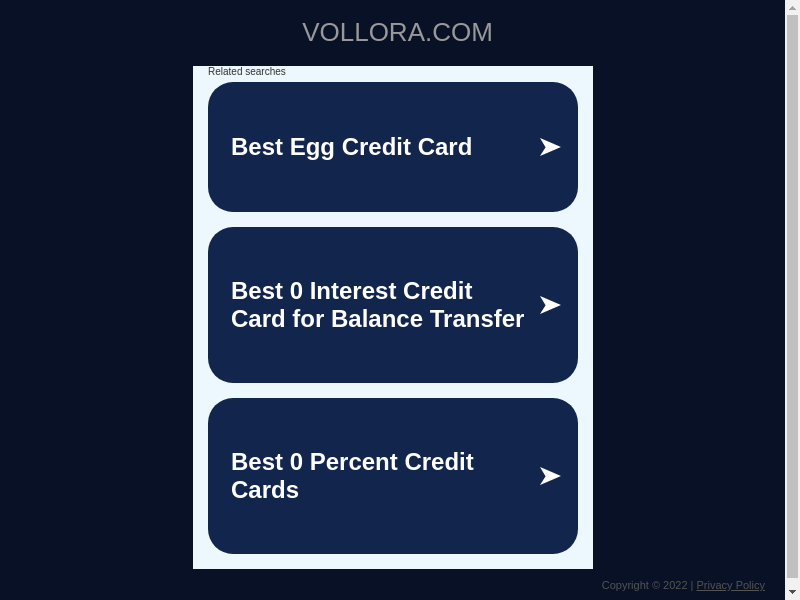 VOLLORA.COM
Related searches
Best Egg Credit Card
Best 0 Interest Credit
Card for Balance Transfer
Best 0 Percent Credit
Cards
Copyright © 2022 | Privacy Policy